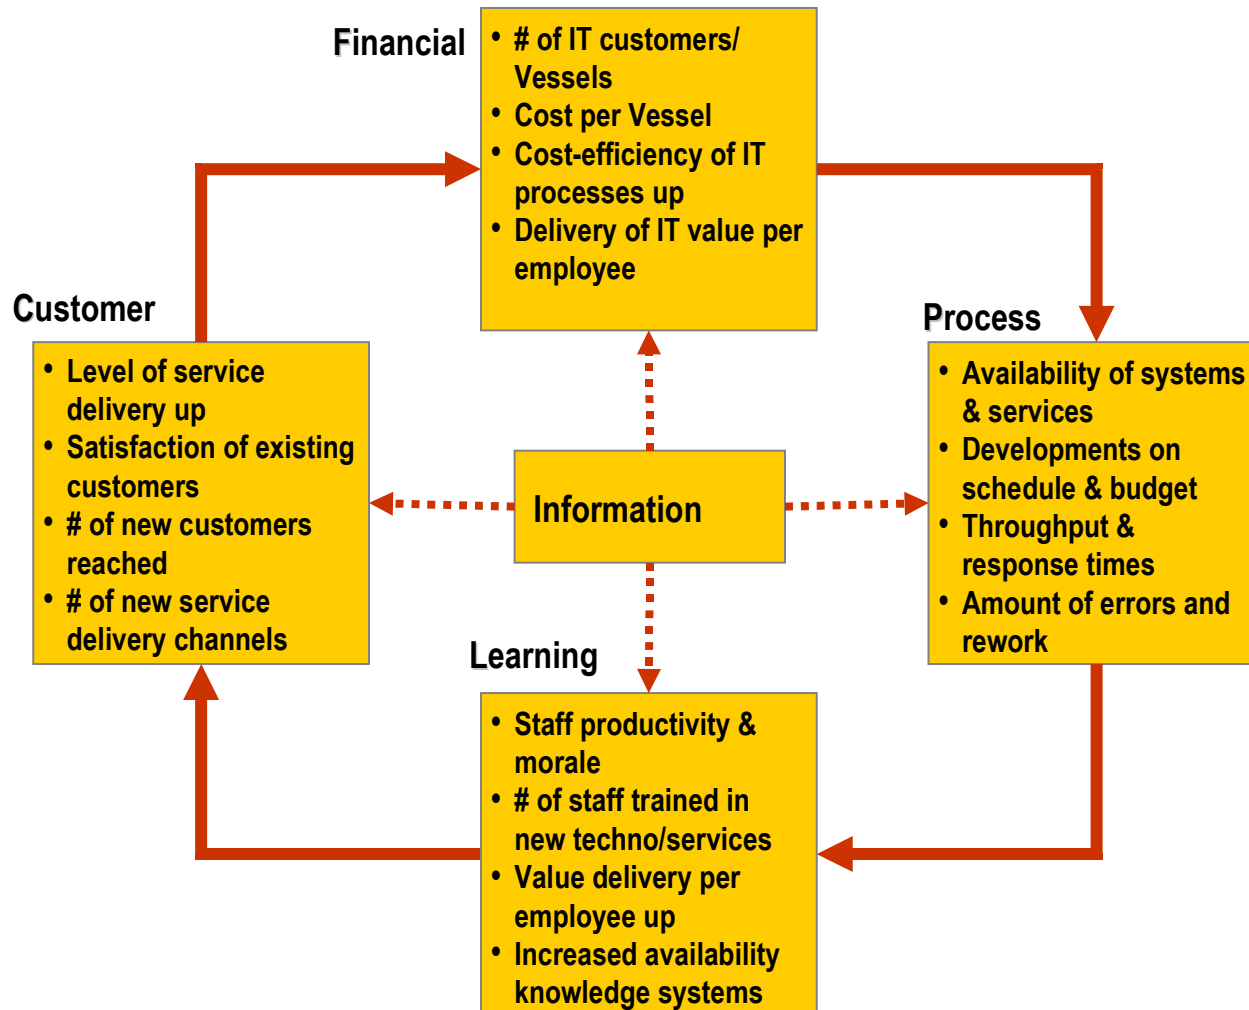 Financial
• # of IT customers/
Vessels
• Cost per Vessel
• Cost-efficiency of IT
processes up
• Delivery of IT value per
employee
Customer
• Level of service
delivery up
• Satisfaction of existing
customers
• # of new customers
reached
• # of new service
delivery channels
Information
Process
• Availability of systems
& services
• Developments on
schedule & budget
• Throughput &
response times
• Amount of errors and
rework
Learning
• Staff productivity &
morale
• # of staff trained in
new techno/services
• Value delivery per
employee up
• Increased availability
knowledge systems